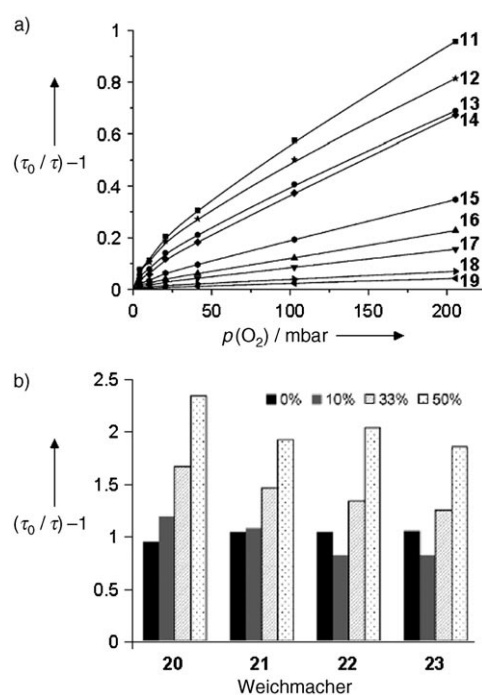 a)
1
0.8
0.6
0.4
0.2
0
(τ₀ / τ) −1
11
12
13
14
15
16
17
18
19
0 50 100 150 200
p(O₂) / mbar
b)
2.5
2
1.5
1
0.5
0
(τ₀ / τ) −1
0% 10% 33% 50%
20 21 22 23
Weichmacher